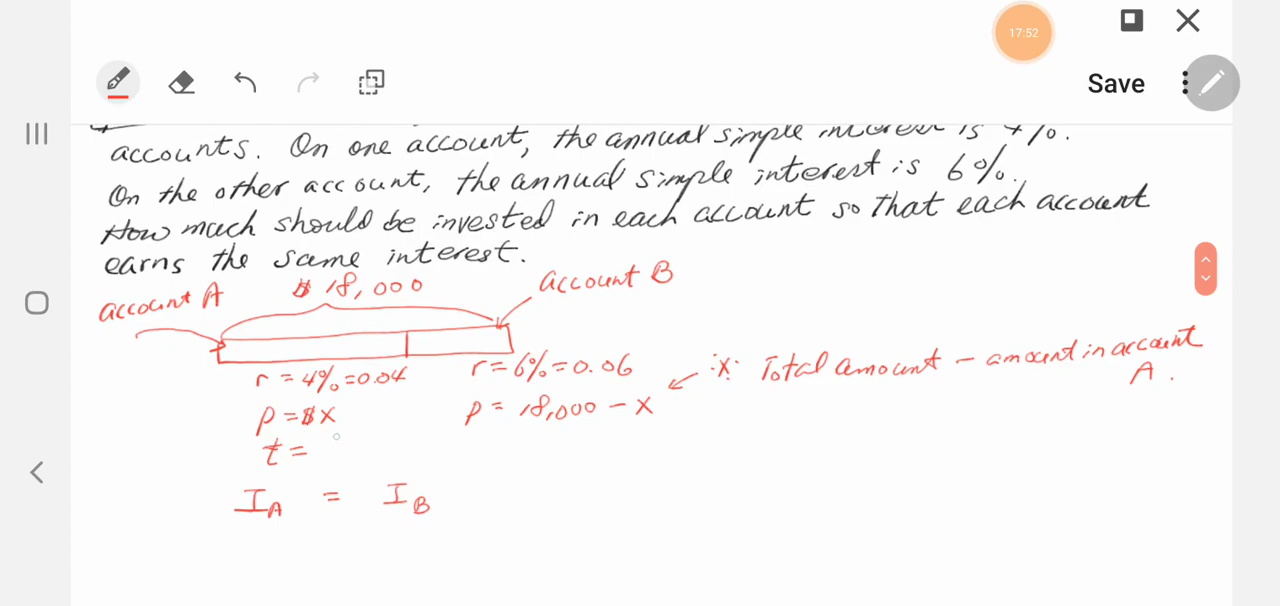 17:52
Save
accounts. On one account, the annual simple interest is 4%.
On the other account, the annual simple interest is 6%.
How much should be invested in each account so that each account
earns the same interest.
$ 18,000
account A
account B
r = 4% = 0.04
r = 6% = 0.06
∵x: Total amount - amount in account
A.
p = $x
p = 18,000 - x
t =
I_A = I_B